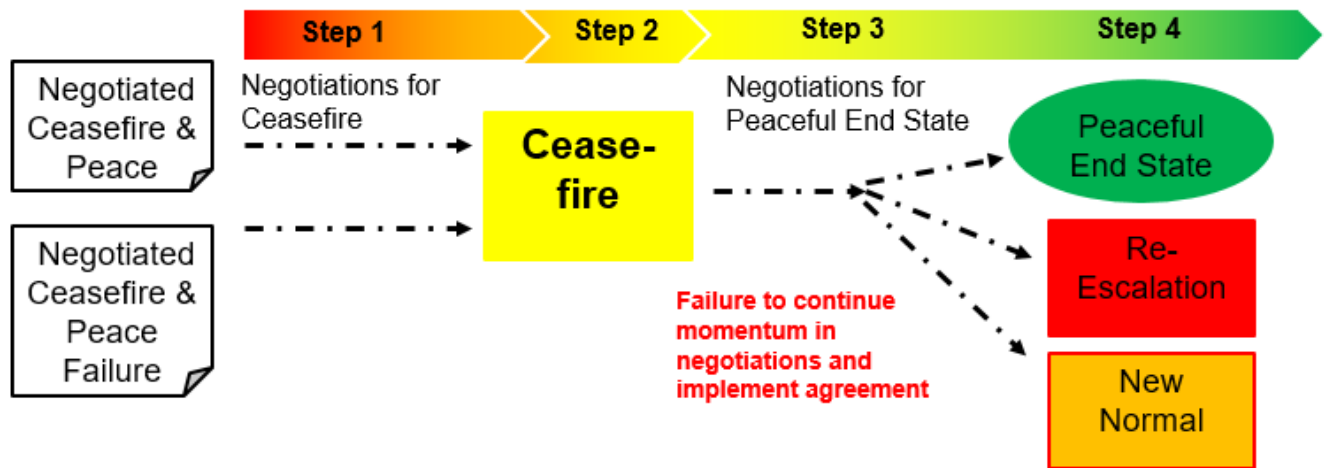 Step 1
Step 2
Step 3
Step 4
Negotiated
Ceasefire &
Peace
Negotiated
Ceasefire &
Peace
Failure
Negotiations for
Ceasefire
Cease-
fire
Negotiations for
Peaceful End State
Failure to continue
momentum in
negotiations and
implement agreement
Peaceful
End State
Re-
Escalation
New
Normal